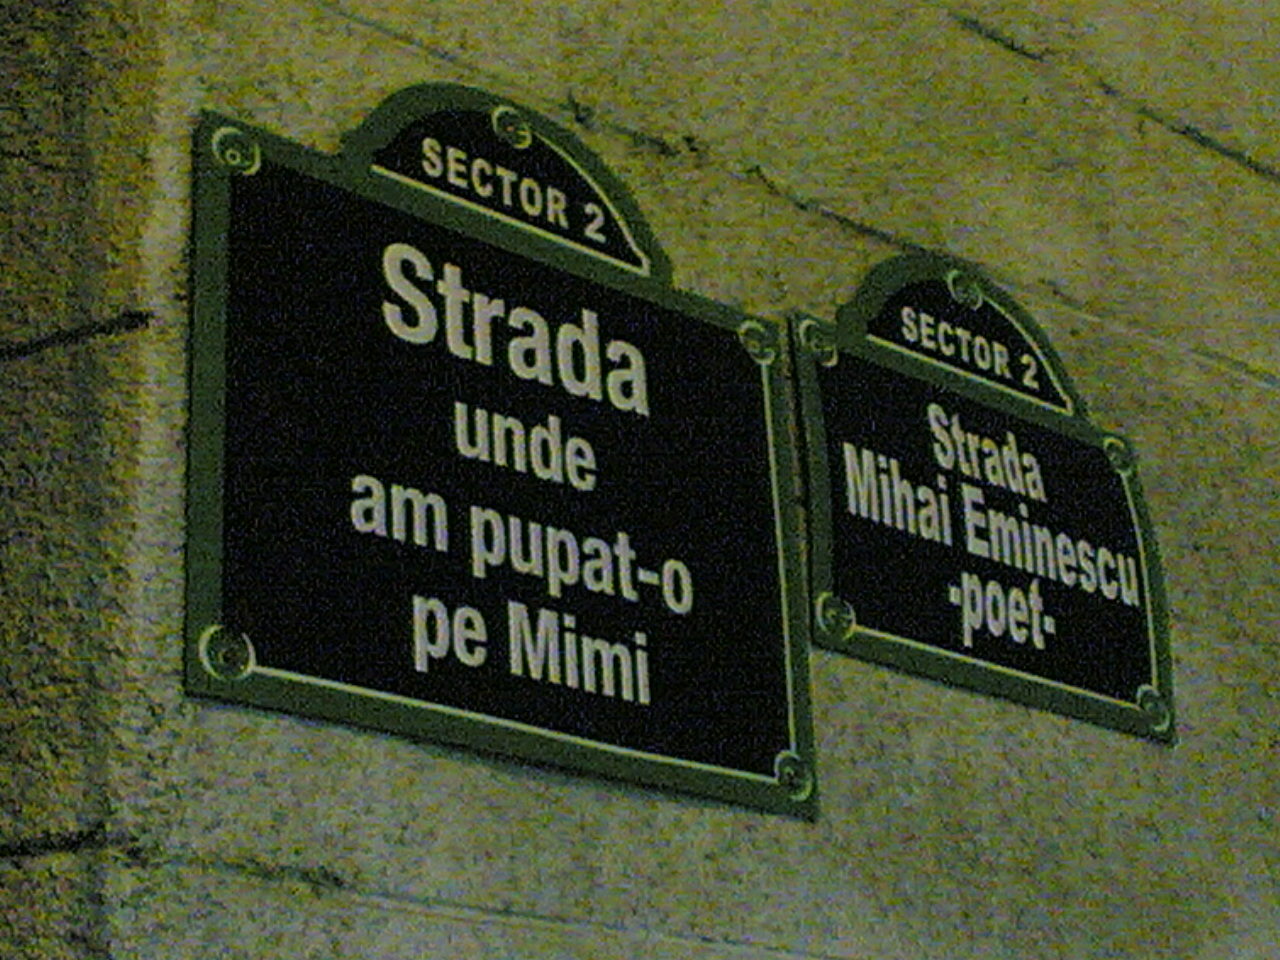 SECTOR 2
Strada
unde
am pupat-o
pe Mimi
SECTOR 2
Strada
Mihai Eminescu
-poet-